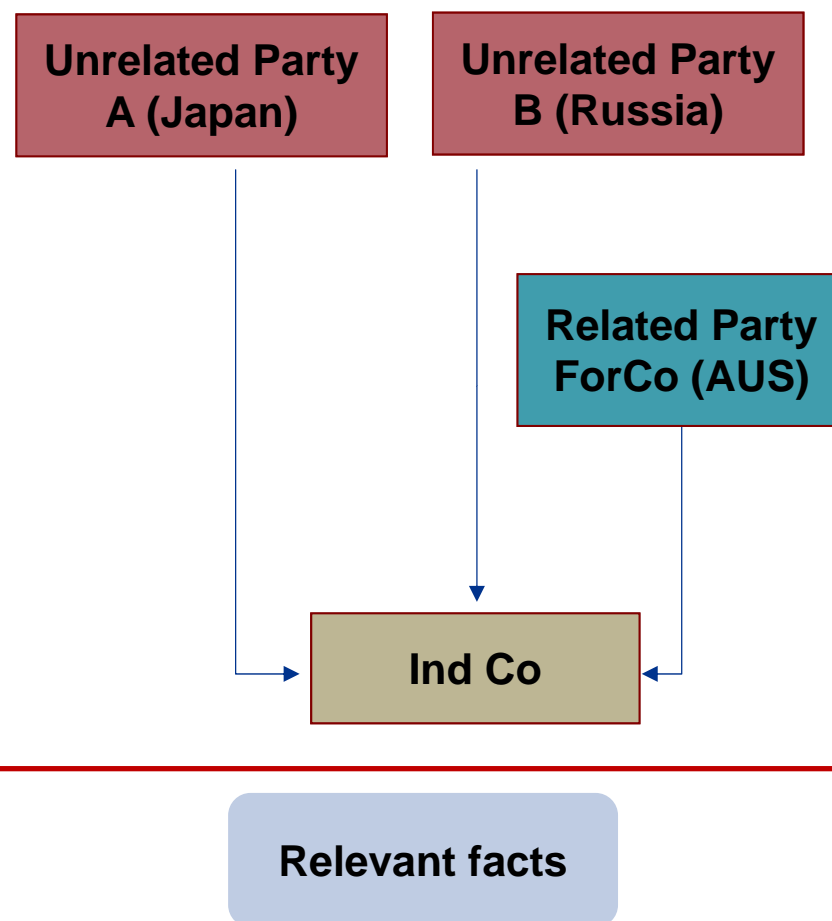 Unrelated Party
A (Japan)
Unrelated Party
B (Russia)
Related Party
ForCo (AUS)
Ind Co
Relevant facts